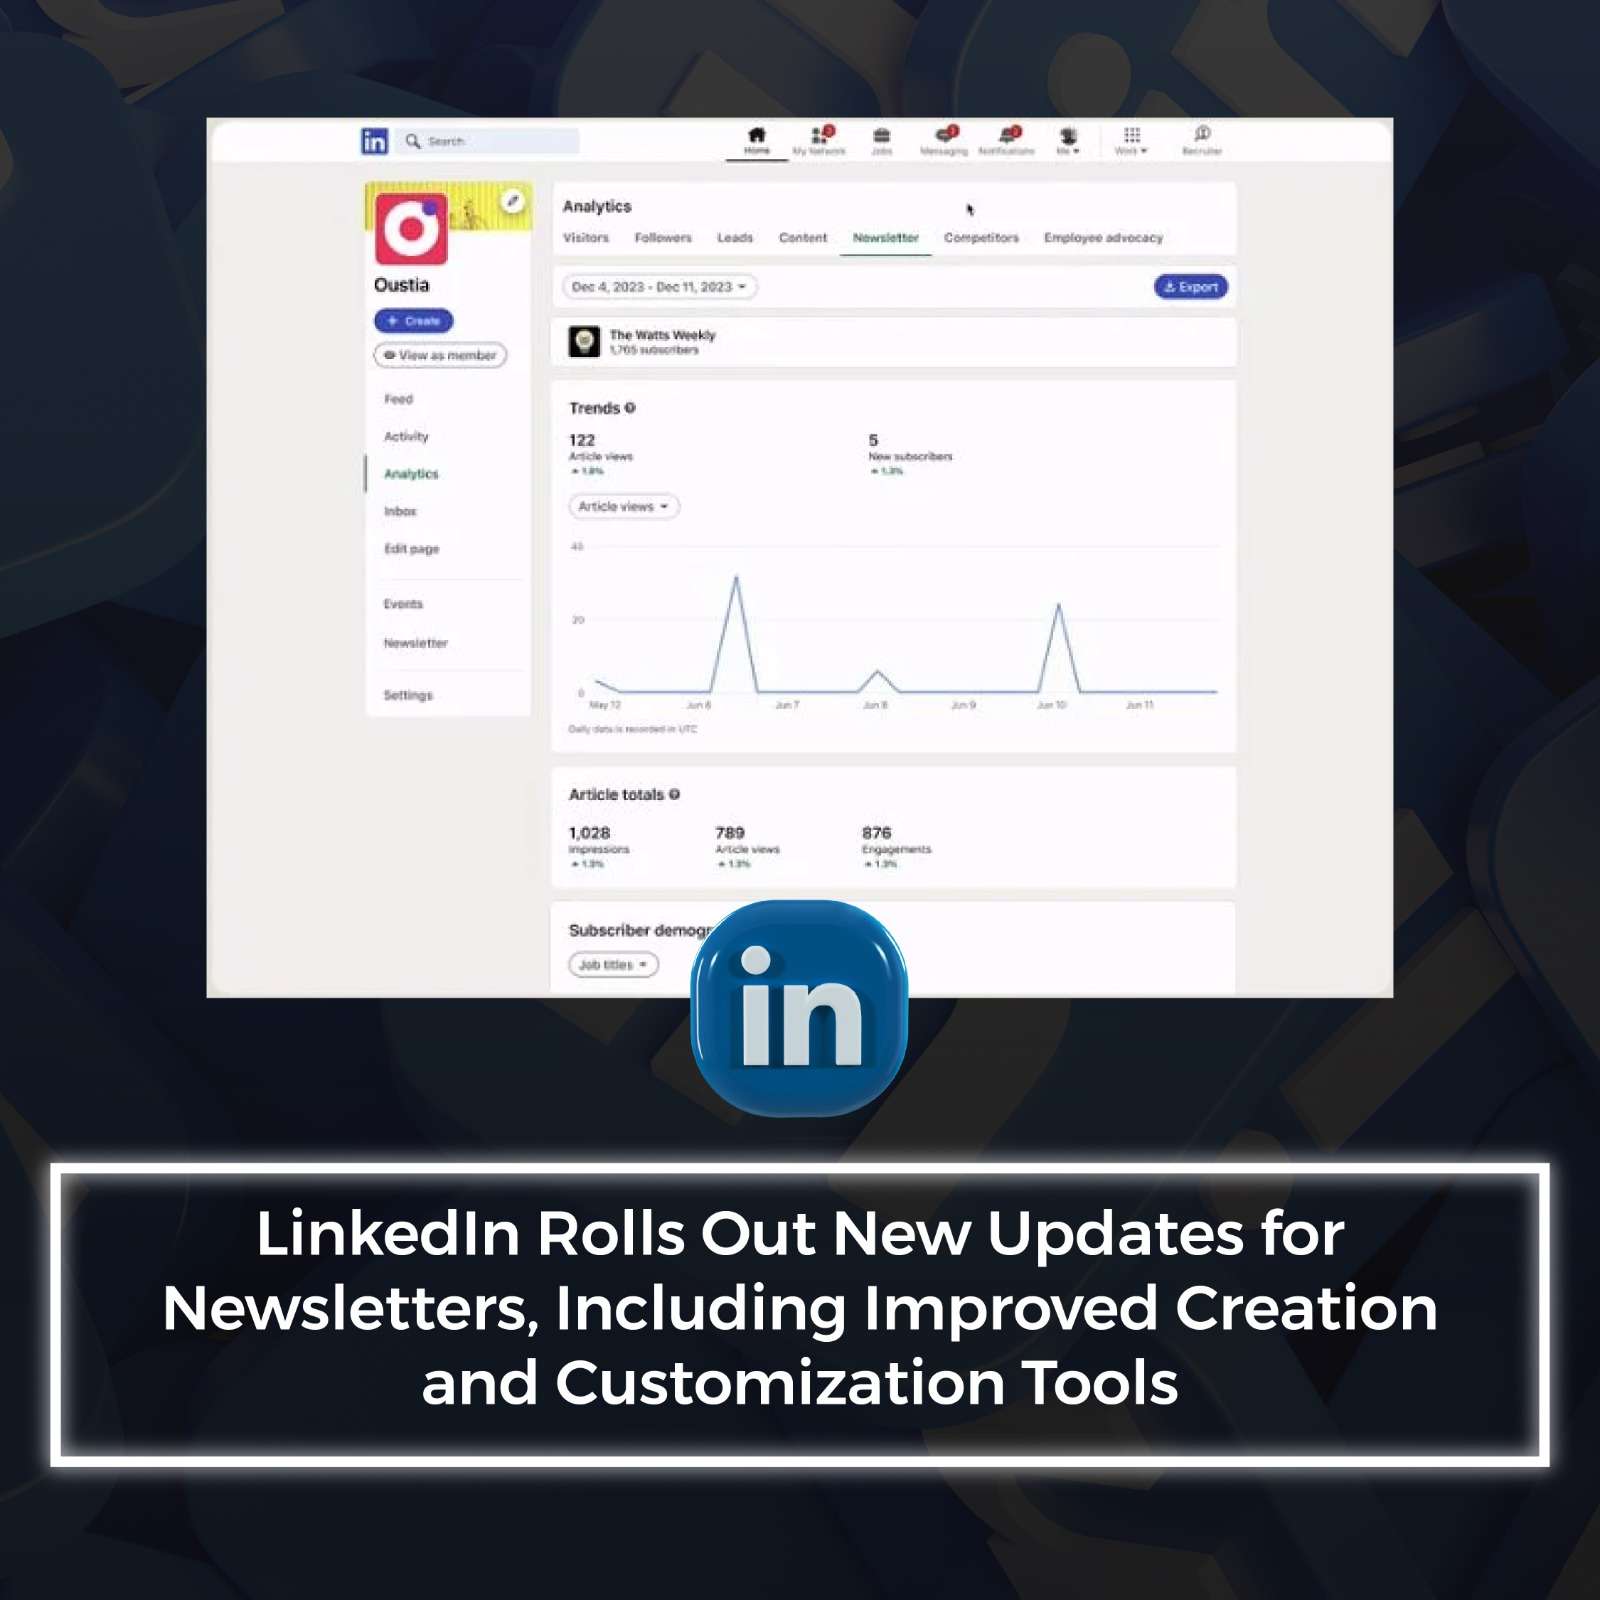 in Search
Home My Network Jobs Messaging Notifications Me Work Recruiter
Oustia
+ Create
View as member
Feed
Activity
Analytics
Inbox
Edit page
Events
Newsletter
Settings
Analytics
Visitors Followers Leads Content Newsletter Competitors Employee advocacy
Dec 4, 2023 - Dec 11, 2023
Export
The Watts Weekly
1,765 subscribers
Trends
122 5
Article views New subscribers
1.8% 1.3%
Article views
40
20
0
May 12 Jun 6 Jun 7 Jun 8 Jun 9 Jun 10 Jun 11
Daily data is recorded in UTC
Article totals
1,028 789 876
Impressions Article views Engagements
1.3% 1.3% 1.3%
Subscriber demogr
Job titles
in
LinkedIn Rolls Out New Updates for
Newsletters, Including Improved Creation
and Customization Tools